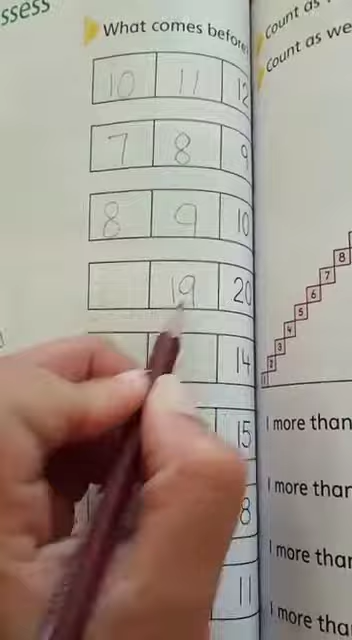 ssess
What comes before
10 11 12
7 8 9
8 9 10
19 20
14
15
8
11
Count as
Count as we
1 2 3 4 5 6 7 8
1 more than
1 more than
1 more than
1 more tha